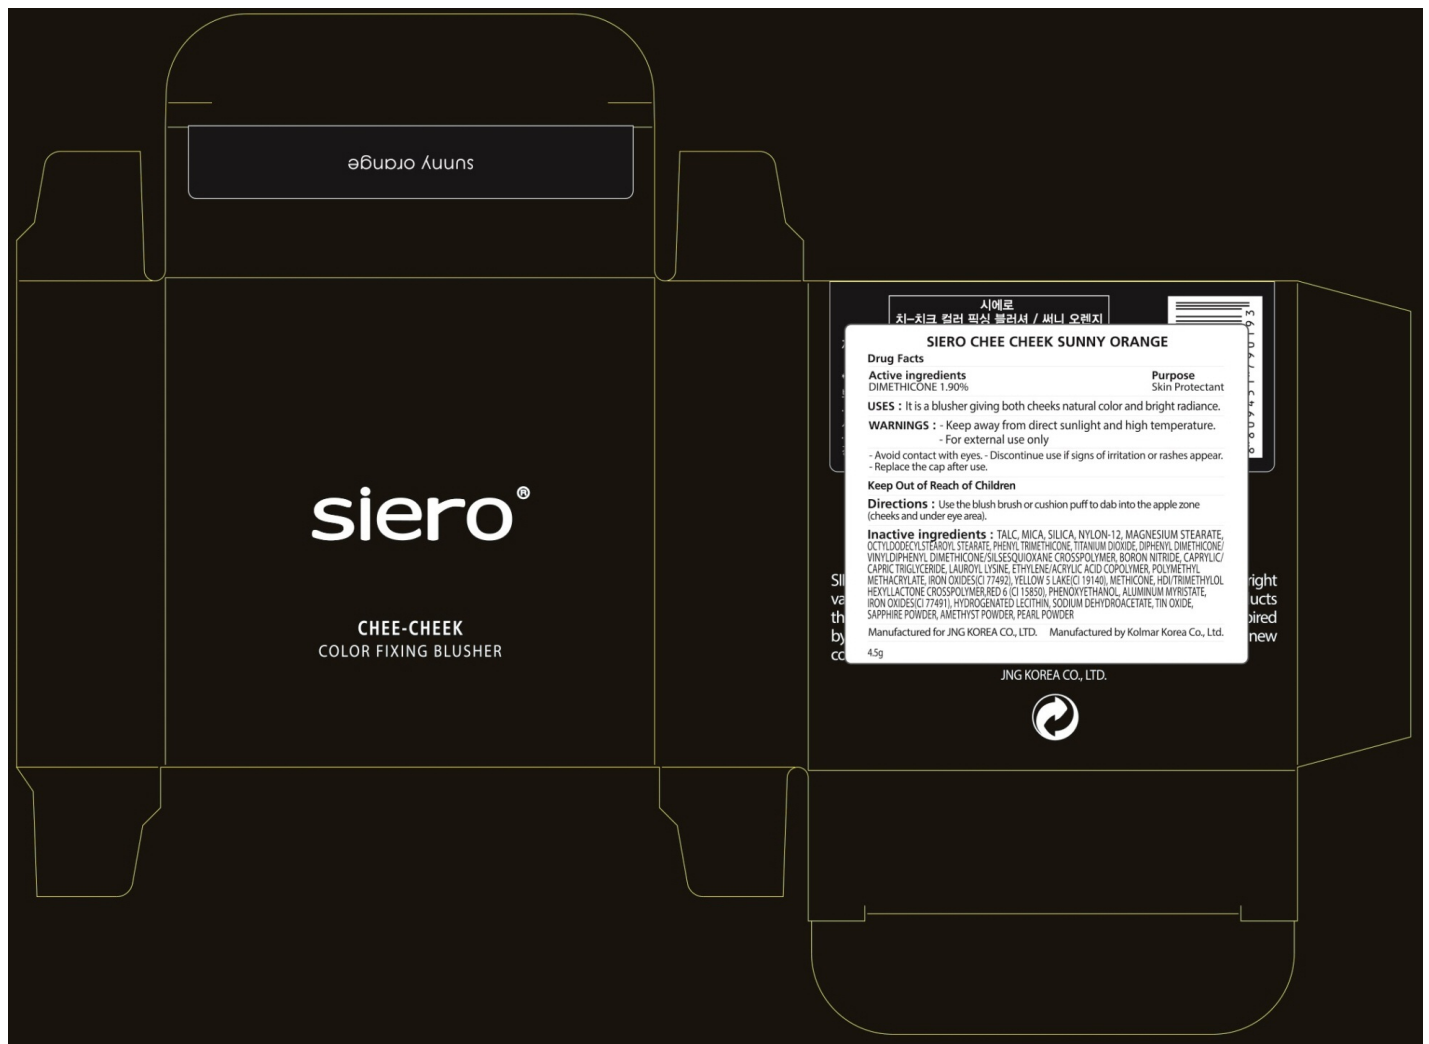 sunny orange
siero®
CHEE-CHEEK
COLOR FIXING BLUSHER
시에로
치-치크 컬러 픽싱 블러셔 / 써니 오렌지
SIERO CHEE CHEEK SUNNY ORANGE
Drug Facts
Active ingredients Purpose
DIMETHICONE 1.90% Skin Protectant
USES : It is a blusher giving both cheeks natural color and bright radiance.
WARNINGS : - Keep away from direct sunlight and high temperature.
- For external use only
- Avoid contact with eyes. - Discontinue use if signs of irritation or rashes appear.
- Replace the cap after use.
Keep Out of Reach of Children
Directions : Use the blush brush or cushion puff to dab into the apple zone
(cheeks and under eye area).
Inactive ingredients : TALC, MICA, SILICA, NYLON-12, MAGNESIUM STEARATE,
OCTYLDODECYLSTEAROYL STEARATE, PHENYL TRIMETHICONE, TITANIUM DIOXIDE, DIPHENYL DIMETHICONE/
VINYLDIPHENYL DIMETHICONE/SILSESQUIOXANE CROSSPOLYMER, BORON NITRIDE, CAPRYLIC/
CAPRIC TRIGLYCERIDE, LAUROYL LYSINE, ETHYLENE/ACRYLIC ACID COPOLYMER, POLYMETHYL
METHACRYLATE, IRON OXIDES(CI 77492), YELLOW 5 LAKE(CI 19140), METHICONE, HDI/TRIMETHYLOL
HEXYLLACTONE CROSSPOLYMER,RED 6 (CI 15850), PHENOXYETHANOL, ALUMINUM MYRISTATE,
IRON OXIDES(CI 77491), HYDROGENATED LECITHIN, SODIUM DEHYDROACETATE, TIN OXIDE,
SAPPHIRE POWDER, AMETHYST POWDER, PEARL POWDER
Manufactured for JNG KOREA CO., LTD. Manufactured by Kolmar Korea Co., Ltd.
4.5g
new
JNG KOREA CO., LTD.